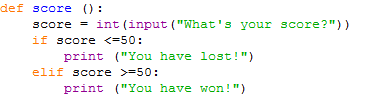 def score ():
    score = int(input("What's your score?"))
    if score <=50:
        print ("You have lost!")
    elif score >=50:
        print ("You have won!")